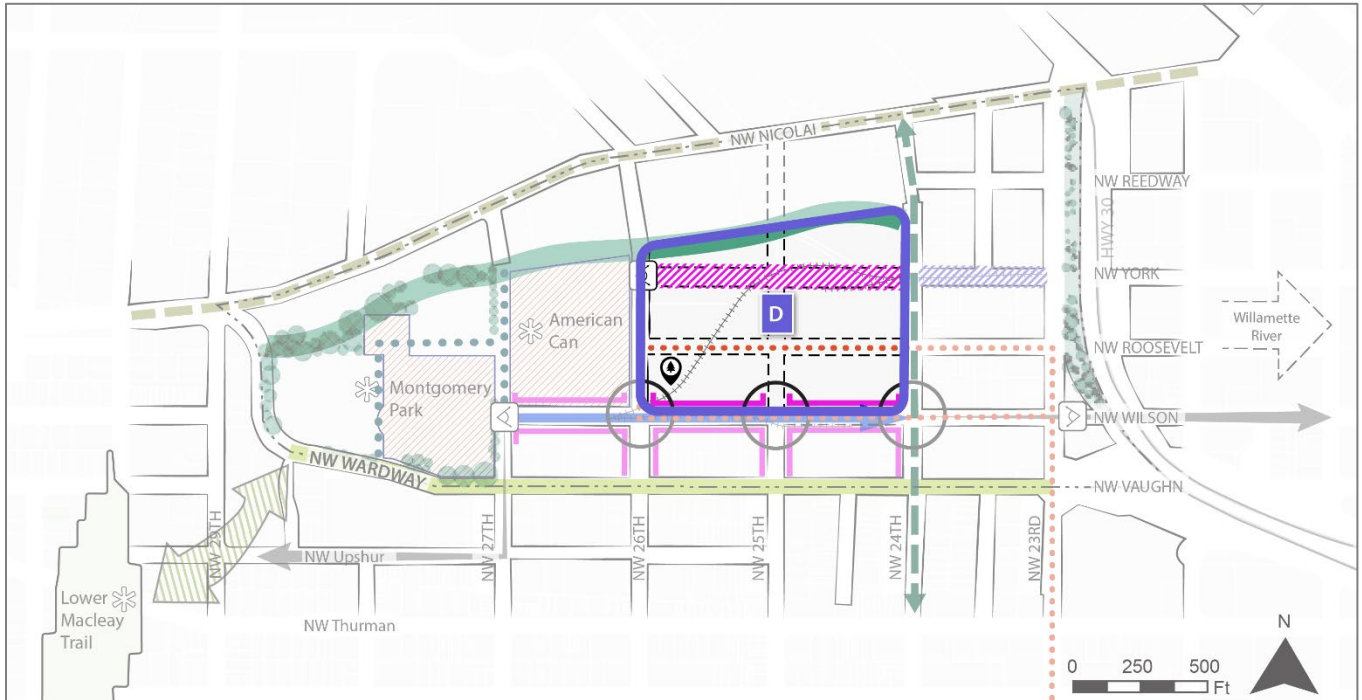 NW NICOLAI
NW REEDWAY
HWY 30
NW YORK
D
American
Can
Willamette
River
NW ROOSEVELT
Montgomery
Park
NW WILSON
NW WARDWAY
NW VAUGHN
NW 29TH
NW 27TH
NW 26TH
NW 25TH
NW 24TH
NW 23RD
NW Upshur
Lower
Macleay
Trail
NW Thurman
N
0 250 500
Ft